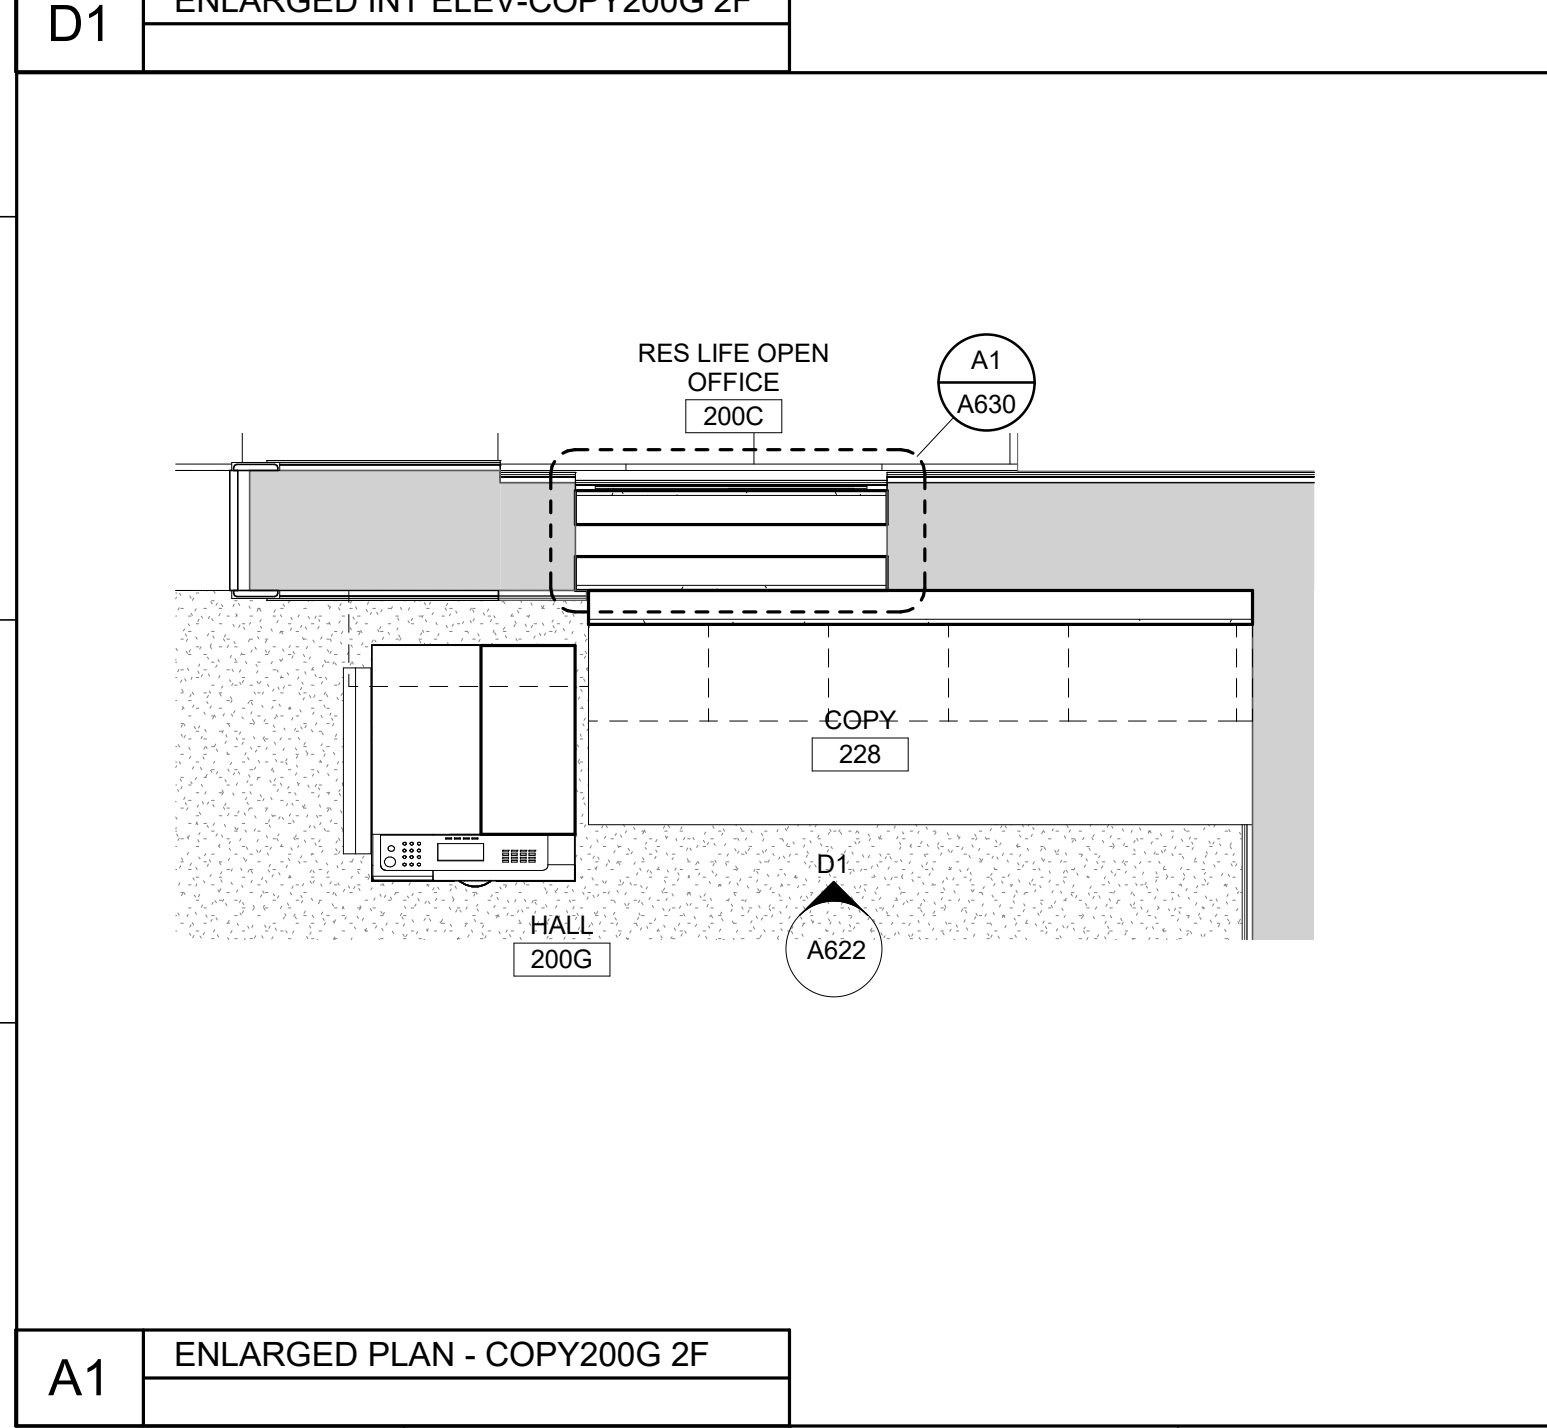 D1
ENLARGED INT ELEV-COPY200G 2F
RES LIFE OPEN
OFFICE
200C
A1
A630
COPY
228
D1
A622
HALL
200G
A1
ENLARGED PLAN - COPY200G 2F